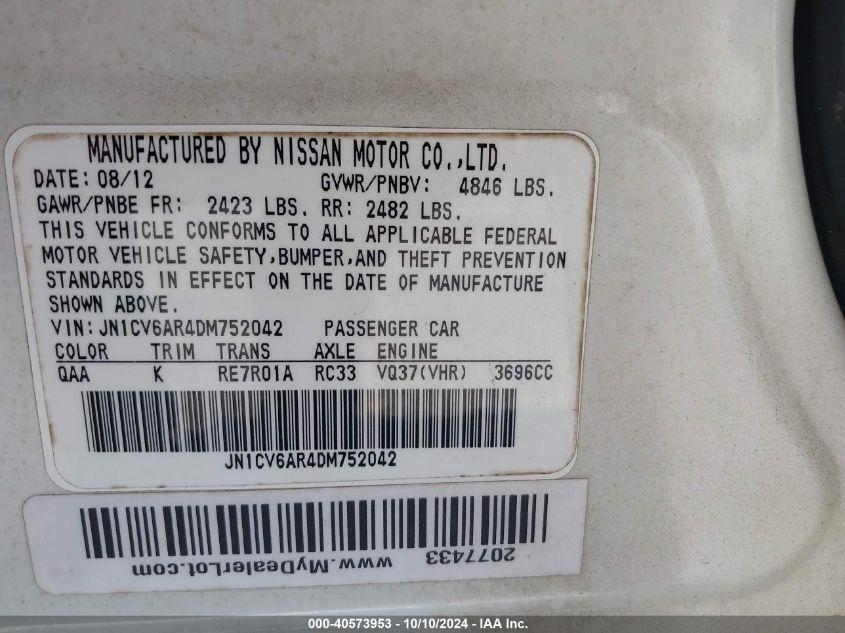 MANUFACTURED BY NISSAN MOTOR CO.,LTD.
DATE: 08/12 GVWR/PNBV: 4846 LBS.
GAWR/PNBE FR: 2423 LBS. RR: 2482 LBS.
THIS VEHICLE CONFORMS TO ALL APPLICABLE FEDERAL
MOTOR VEHICLE SAFETY,BUMPER,AND THEFT PREVENTION
STANDARDS IN EFFECT ON THE DATE OF MANUFACTURE
SHOWN ABOVE.
VIN: JN1CV6AR4DM752042 PASSENGER CAR
COLOR TRIM TRANS AXLE ENGINE
QAA K RE7R01A RC33 VQ37(VHR) 3696CC
JN1CV6AR4DM752042
2077433
www.MyDealerLot.com
000-40573953 - 10/10/2024 - IAA Inc.